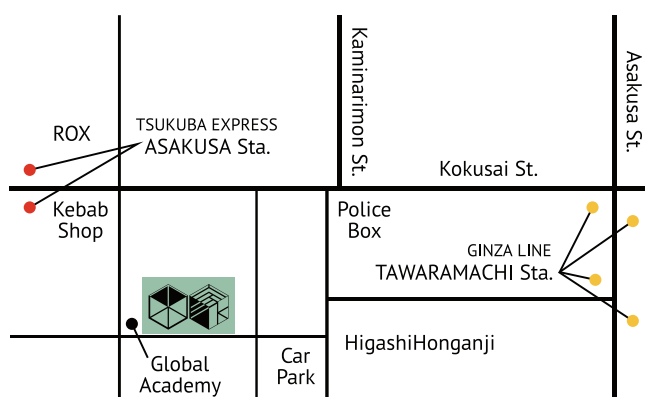 Kaminarimon St.
Asakusa St.
ROX
TSUKUBA EXPRESS
ASAKUSA Sta.
Kokusai St.
Kebab
Shop
Police
Box
GINZA LINE
TAWARAMACHI Sta.
HigashiHonganji
Car
Park
Global
Academy